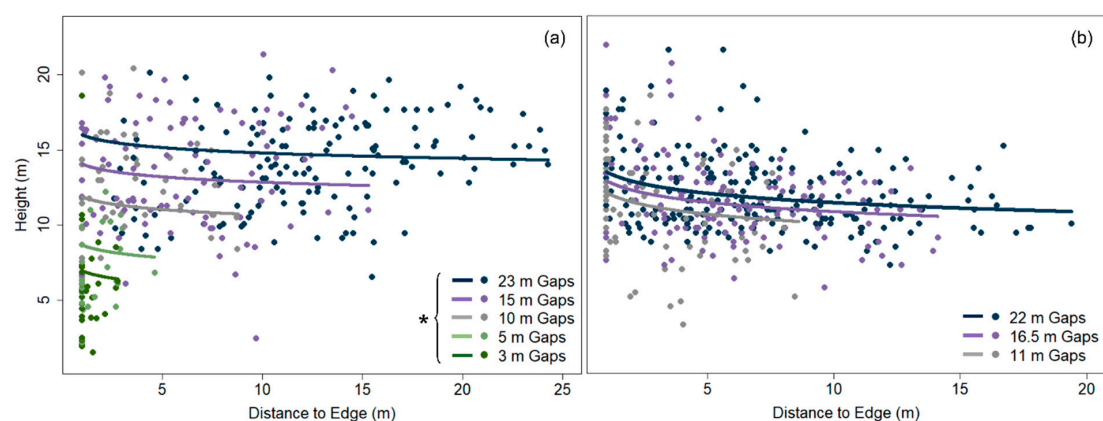 (a)
Height (m)
20
15
10
5
*
23 m Gaps
15 m Gaps
10 m Gaps
5 m Gaps
3 m Gaps
5 10 15 20 25
Distance to Edge (m)
(b)
22 m Gaps
16.5 m Gaps
11 m Gaps
5 10 15 20
Distance to Edge (m)